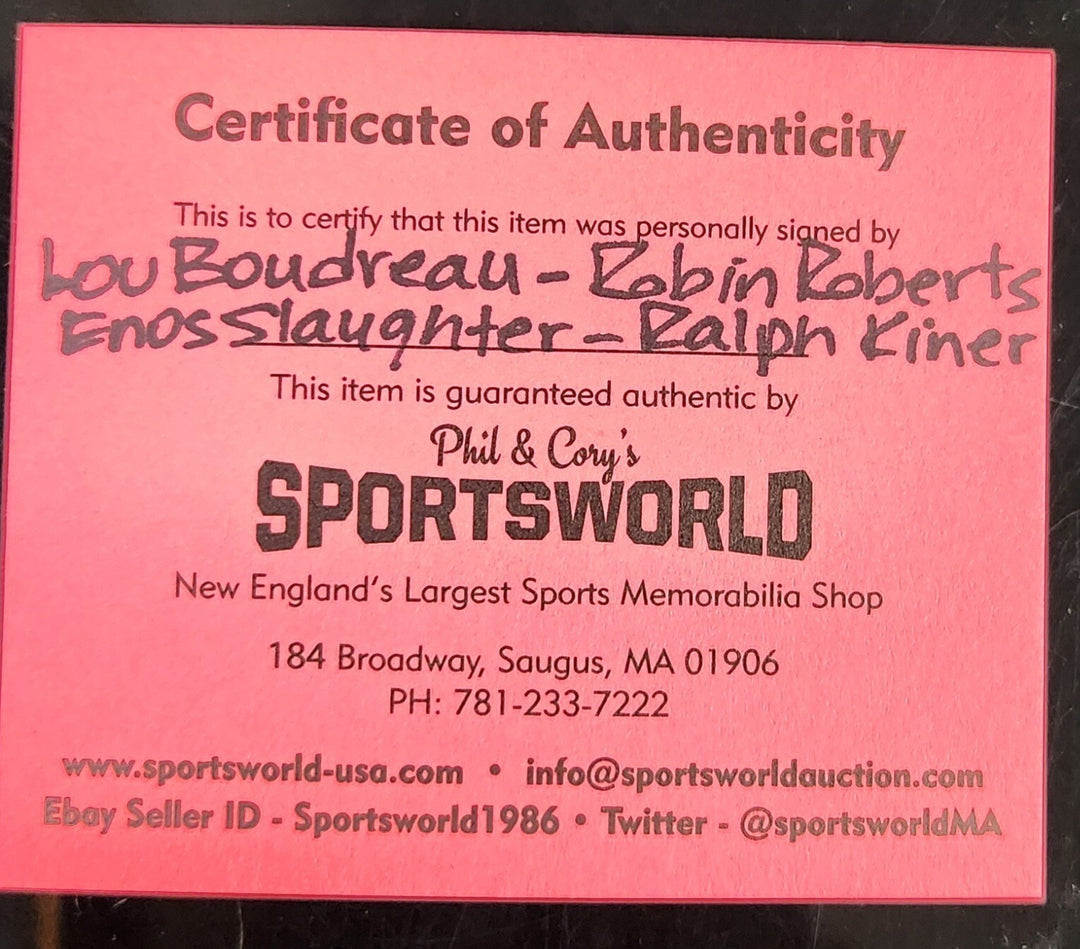 Certificate of Authenticity
This is to certify that this item was personally signed by
Lou Boudreau - Robin Roberts
Enos Slaughter - Ralph Kiner
This item is guaranteed authentic by
Phil & Cory's
SPORTSWORLD
New England's Largest Sports Memorabilia Shop
184 Broadway, Saugus, MA 01906
PH: 781-233-7222
www.sportsworld-usa.com • info@sportsworldauction.com
Ebay Seller ID - Sportsworld1986 • Twitter - @sportsworldMA